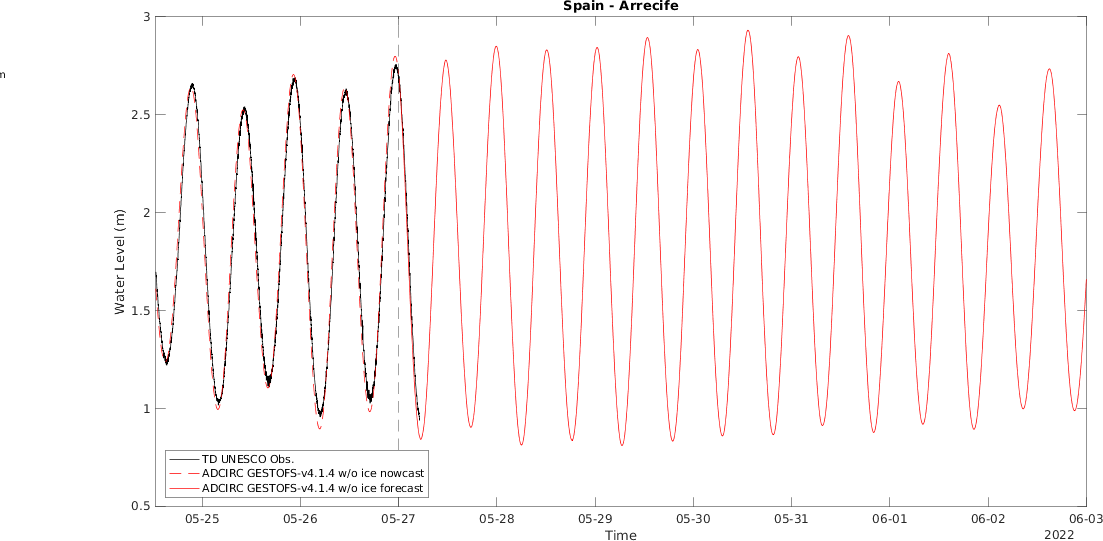 Spain - Arrecife
m
3
2.5
2
1.5
1
0.5
Water Level (m)
TD UNESCO Obs.
ADCIRC GESTOFS-v4.1.4 w/o ice nowcast
ADCIRC GESTOFS-v4.1.4 w/o ice forecast
05-25 05-26 05-27 05-28 05-29 05-30 05-31 06-01 06-02 06-03
Time
2022